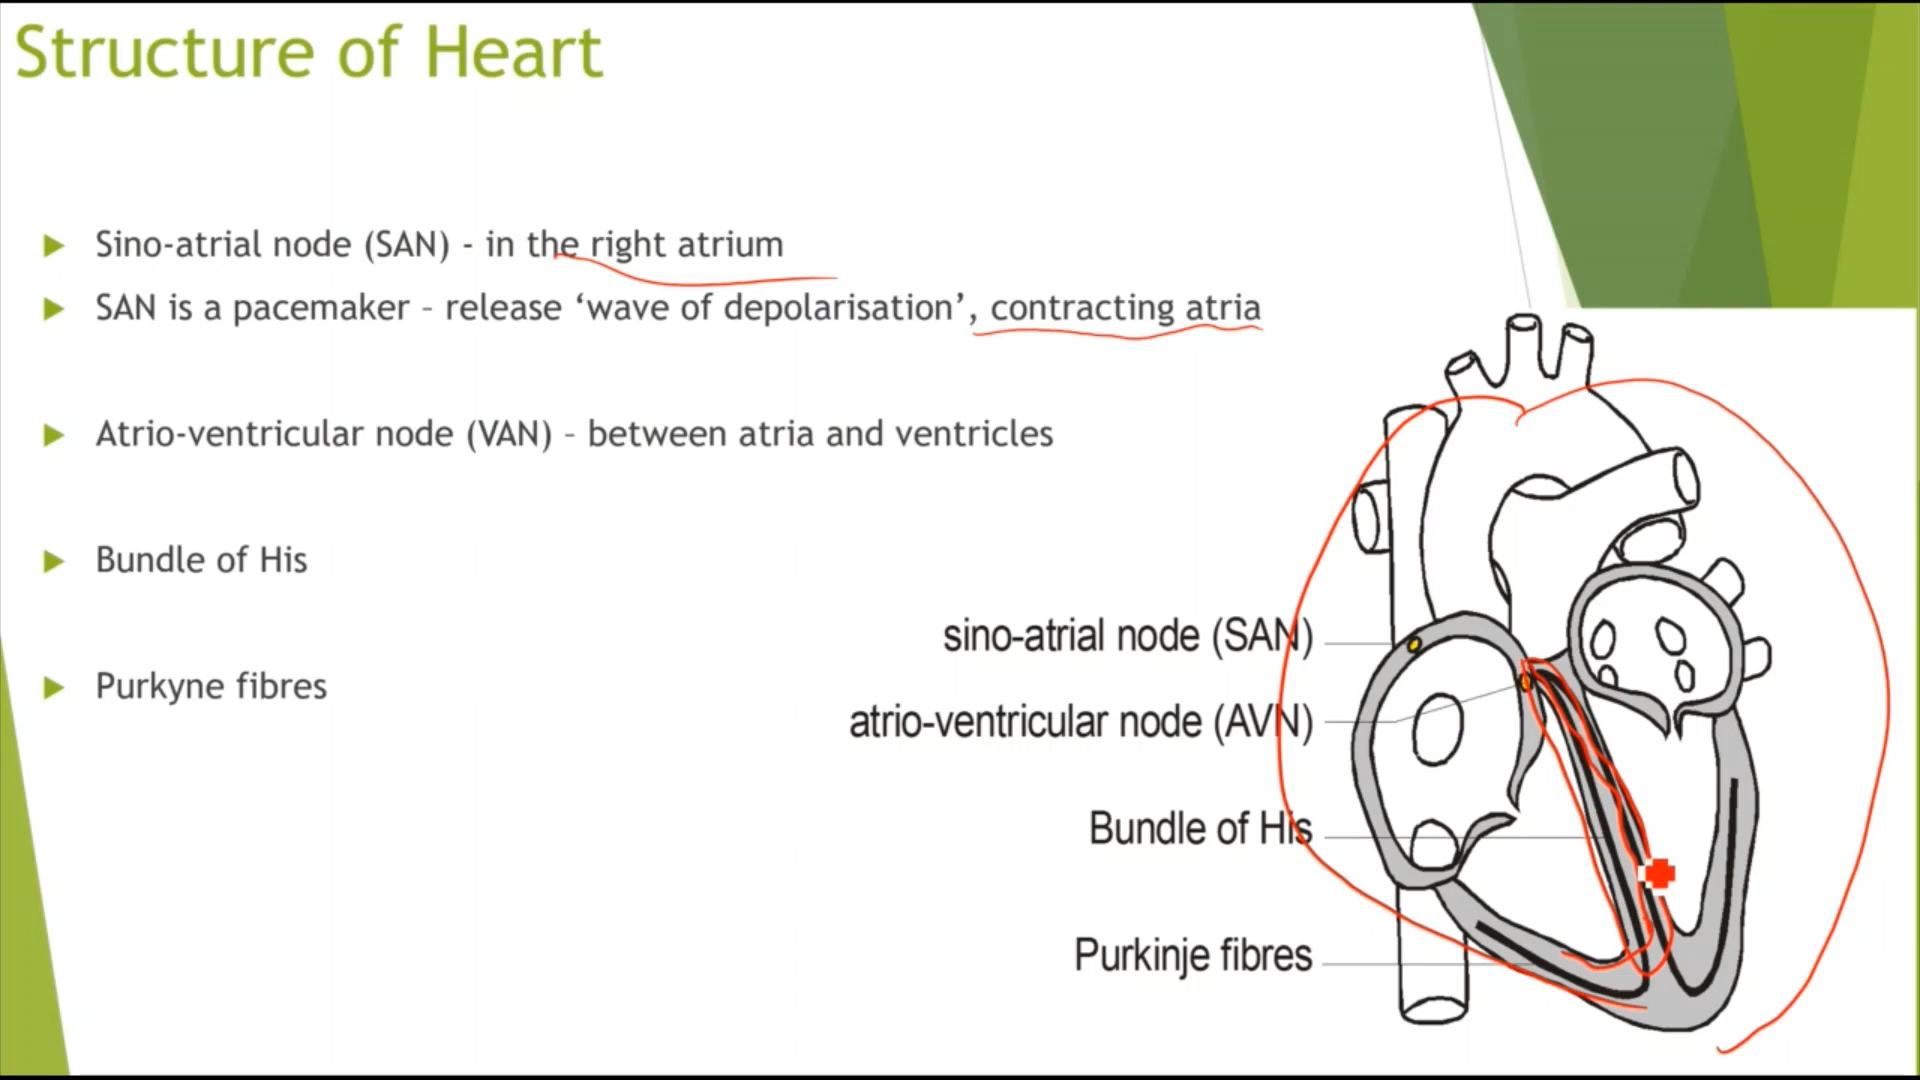 Structure of Heart
Sino-atrial node (SAN) - in the right atrium
SAN is a pacemaker – release ‘wave of depolarisation’, contracting atria
Atrio-ventricular node (VAN) – between atria and ventricles
Bundle of His
Purkyne fibres
sino-atrial node (SAN)
atrio-ventricular node (AVN)
Bundle of His
Purkinje fibres